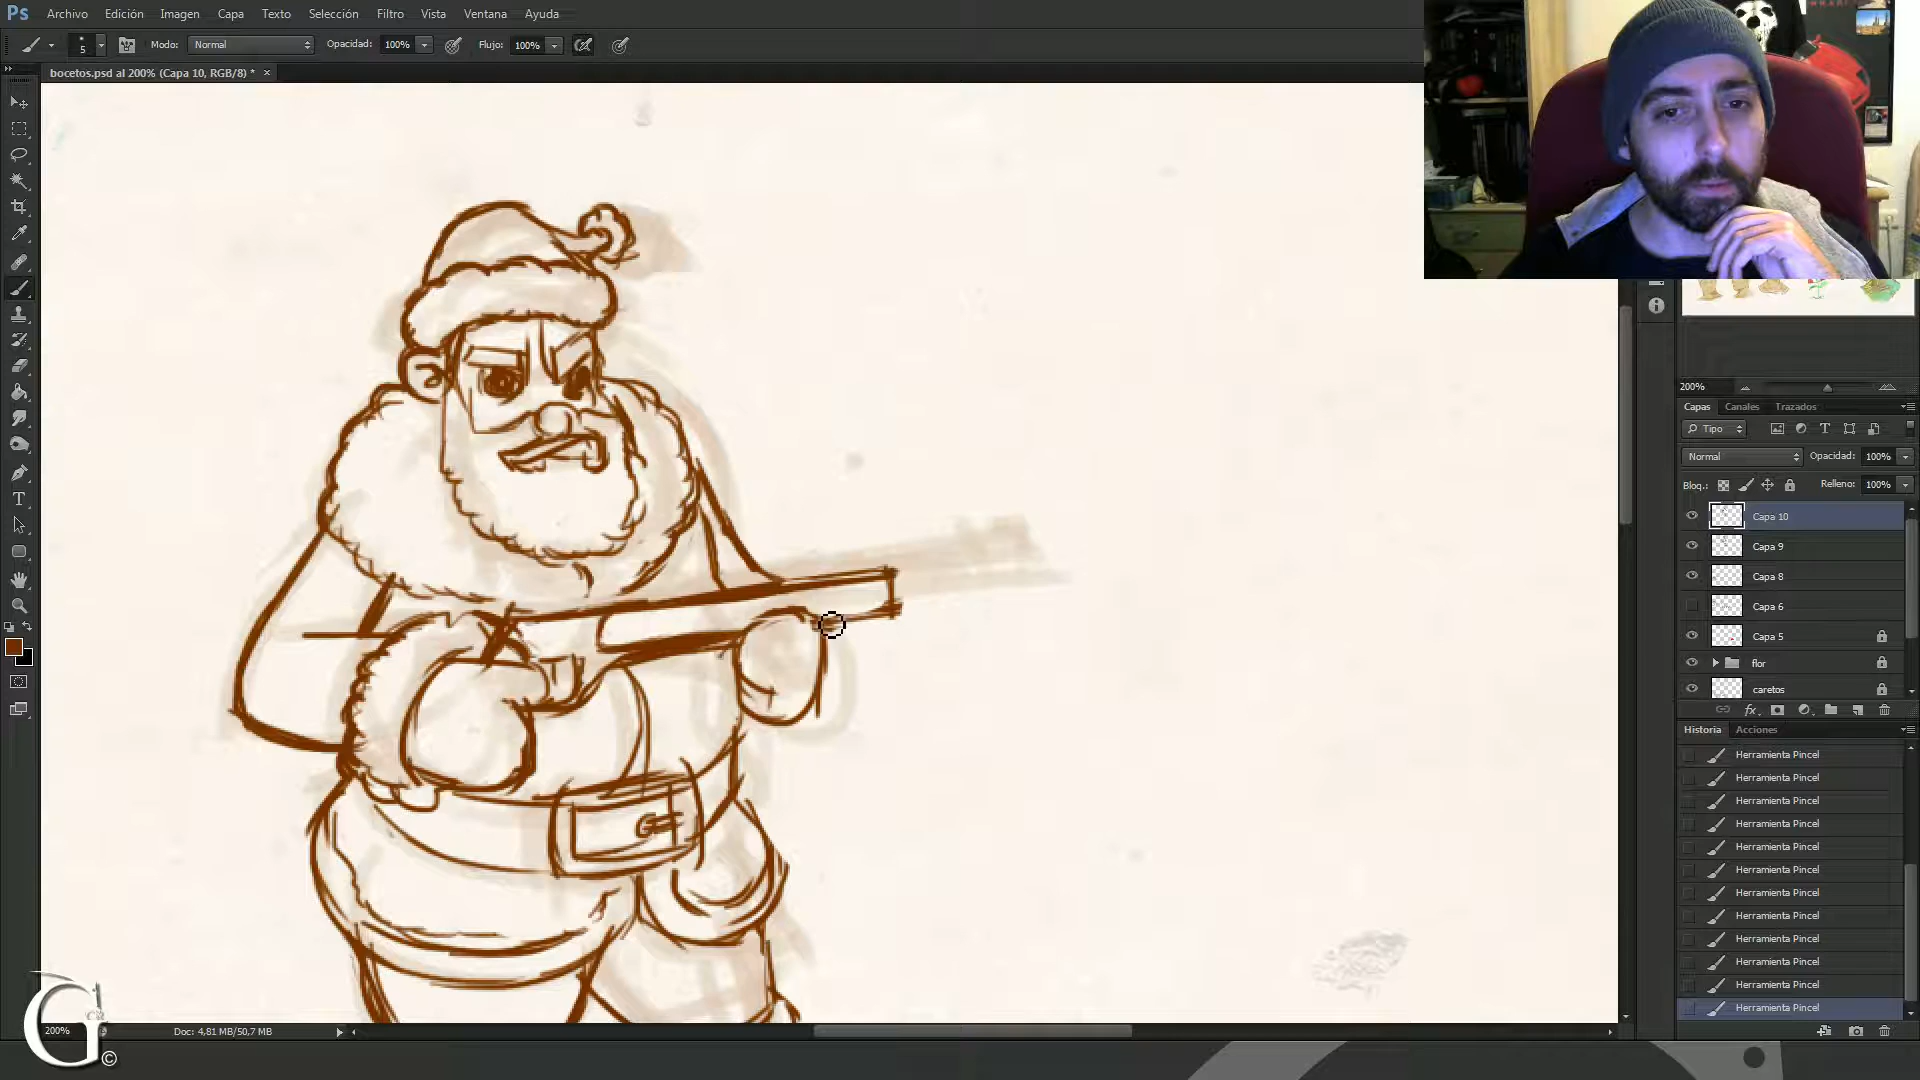 Ps Archivo Edición Imagen Capa Texto Selección Filtro Vista Ventana Ayuda
5 Modo: Normal Opacidad: 100% Flujo: 100%
bocetos.psd al 200% (Capa 10, RGB/8) * ×
200%
Capas Canales Trazados
Tipo
Normal Opacidad: 100%
Bloq.: Relleno: 100%
Capa 10
Capa 9
Capa 8
Capa 6
Capa 5
flor
caretos
Historia Acciones
Herramienta Pincel
Herramienta Pincel
Herramienta Pincel
Herramienta Pincel
Herramienta Pincel
Herramienta Pincel
Herramienta Pincel
Herramienta Pincel
Herramienta Pincel
Herramienta Pincel
Herramienta Pincel
Herramienta Pincel
200% Doc: 4,81 MB/50,7 MB
G CR ©